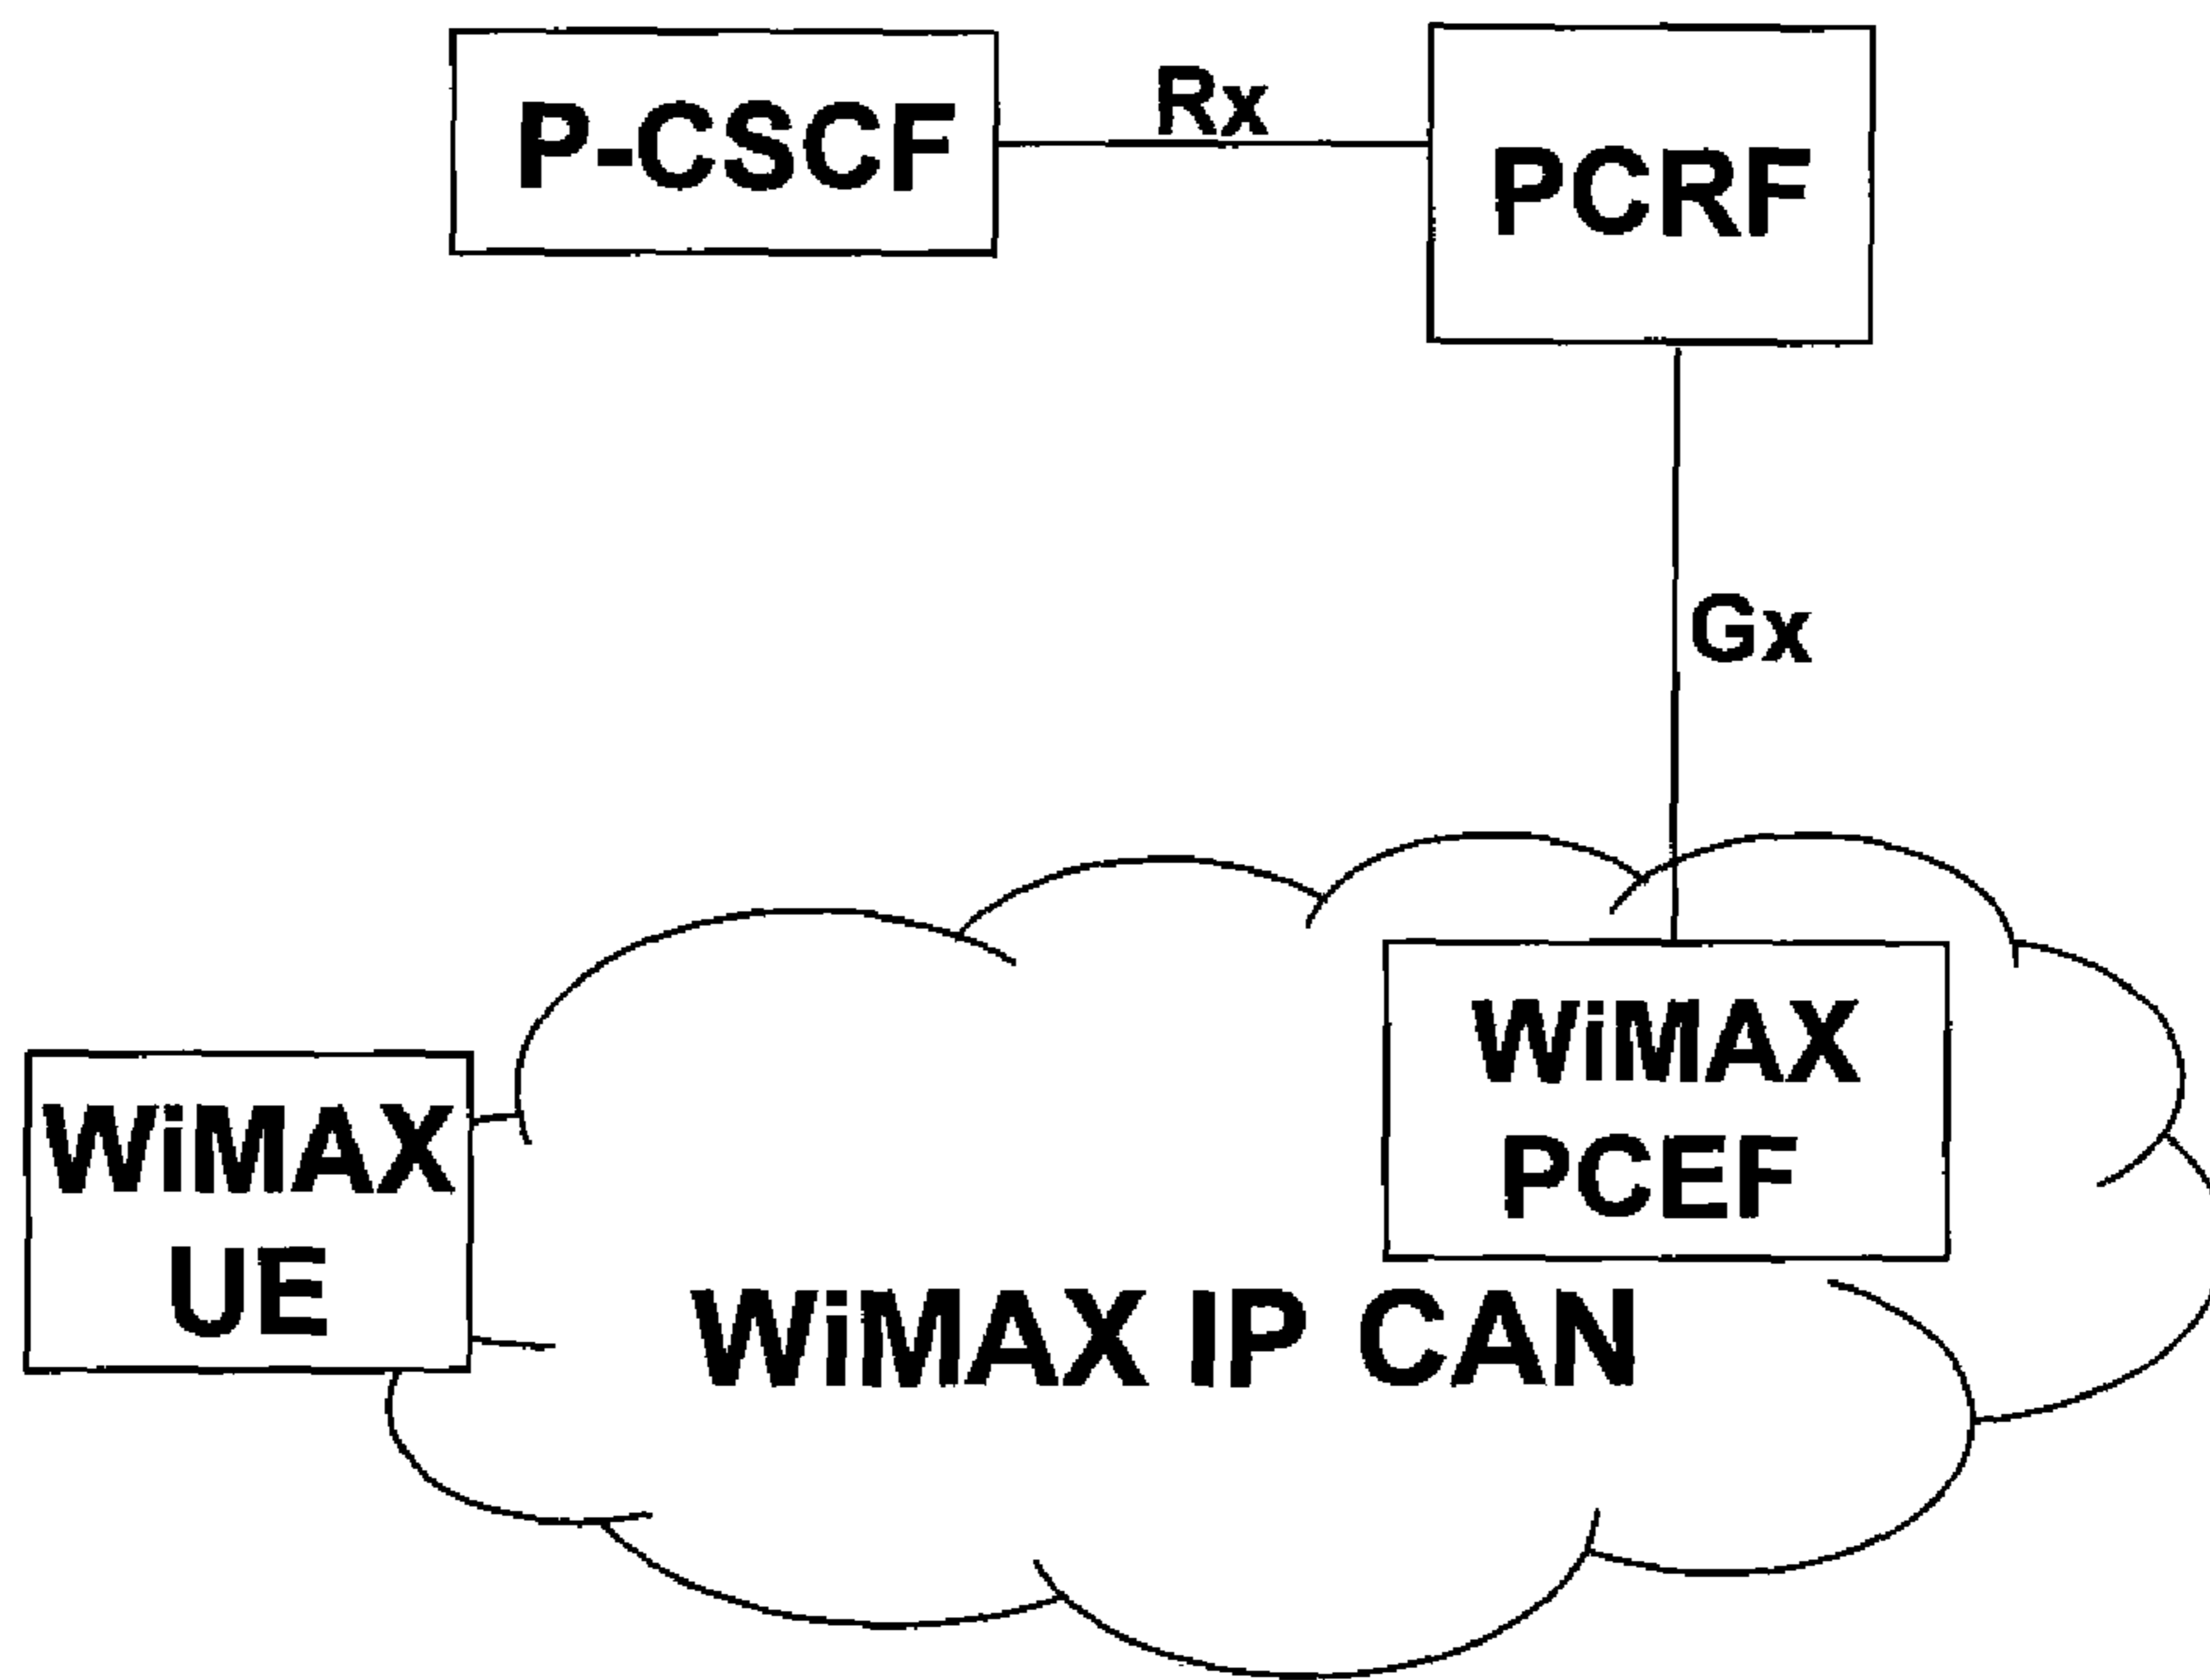 P-CSCF
Rx
PCRF
Gx
WiMAX
PCEF
WiMAX
UE
WiMAX IP CAN